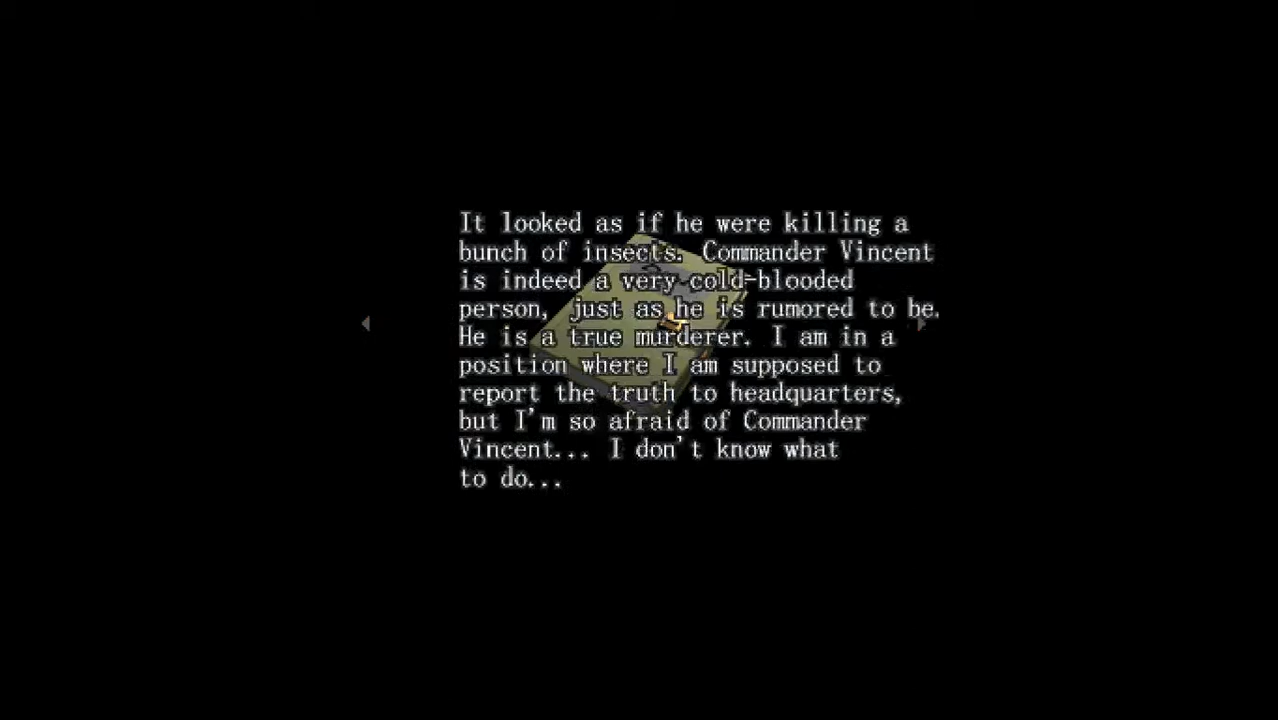 It looked as if he were killing a
bunch of insects. Commander Vincent
is indeed a very cold-blooded
person, just as he is rumored to be.
He is a true murderer. I am in a
position where I am supposed to
report the truth to headquarters,
but I'm so afraid of Commander
Vincent... I don't know what
to do...